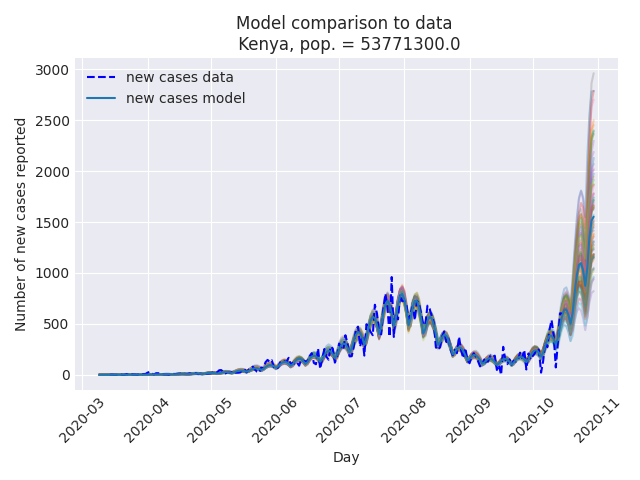 Model comparison to data
Kenya, pop. = 53771300.0
new cases data
new cases model
Number of new cases reported
3000
2500
2000
1500
1000
500
0
2020-03
2020-04
2020-05
2020-06
2020-07
2020-08
2020-09
2020-10
2020-11
Day